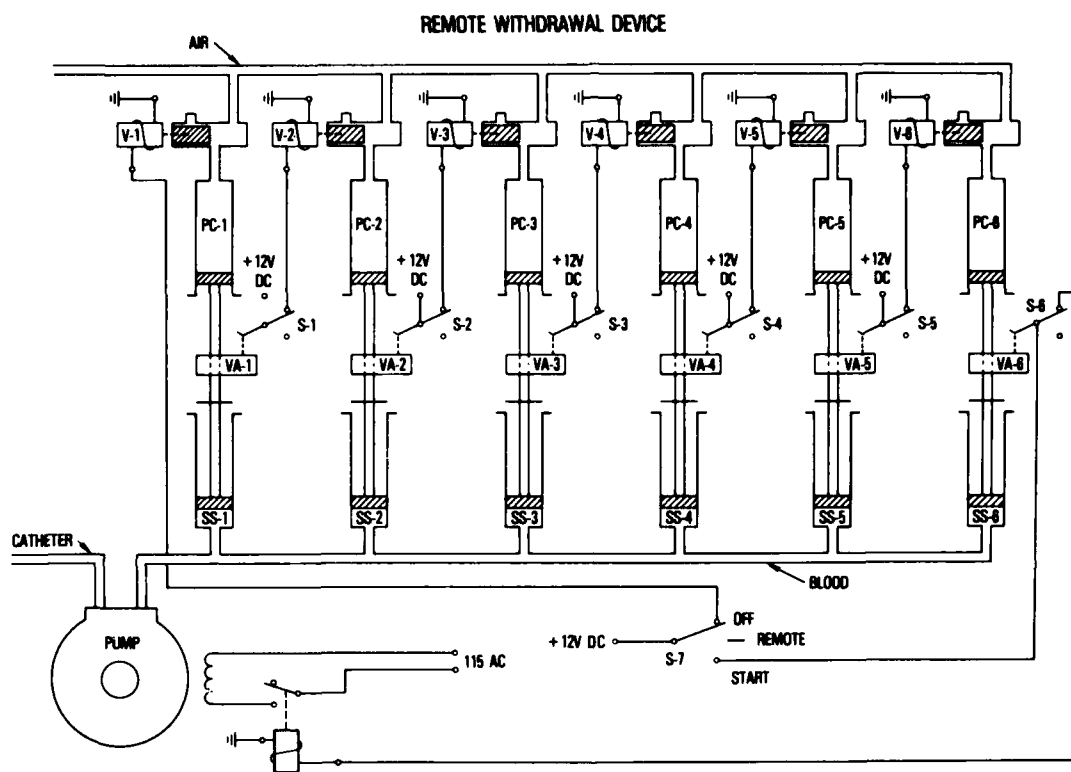 REMOTE WITHDRAWAL DEVICE
AIR
V-1 V-2 V-3 V-4 V-5 V-6
PC-1 PC-2 PC-3 PC-4 PC-5 PC-6
+ 12V DC
+ 12V DC
+ 12V DC
+ 12V DC
+ 12V DC
S-1 S-2 S-3 S-4 S-5 S-6
VA-1 VA-2 VA-3 VA-4 VA-5 VA-6
SS-1 SS-2 SS-3 SS-4 SS-5 SS-6
CATHETER
BLOOD
PUMP
OFF
+ 12V DC
REMOTE
S-7
115 AC
START